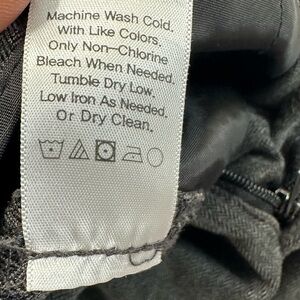 Machine Wash Cold.
With Like Colors.
Only Non-Chlorine
Bleach When Needed.
Tumble Dry Low.
Low Iron As Needed.
Or Dry Clean.